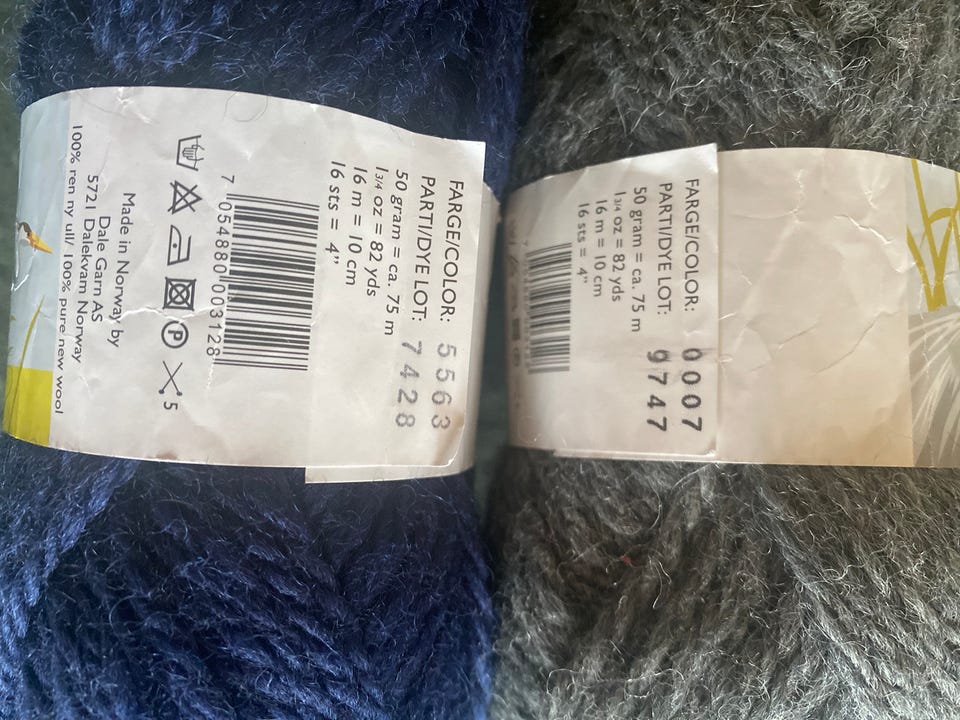 FARGE/COLOR: 5563
PARTI/DYE LOT: 7428
50 gram = ca. 75 m
1 3/4 oz = 82 yds
16 m = 10 cm
16 sts = 4"
7 054880 003128
P
5
Made in Norway by
Dale Garn AS
5721 Dalekvam Norway
100% ren ny ull/ 100% pure new wool
FARGE/COLOR: 0007
PARTI/DYE LOT: 9747
50 gram = ca. 75 m
1 3/4 oz = 82 yds
16 m = 10 cm
16 sts = 4"